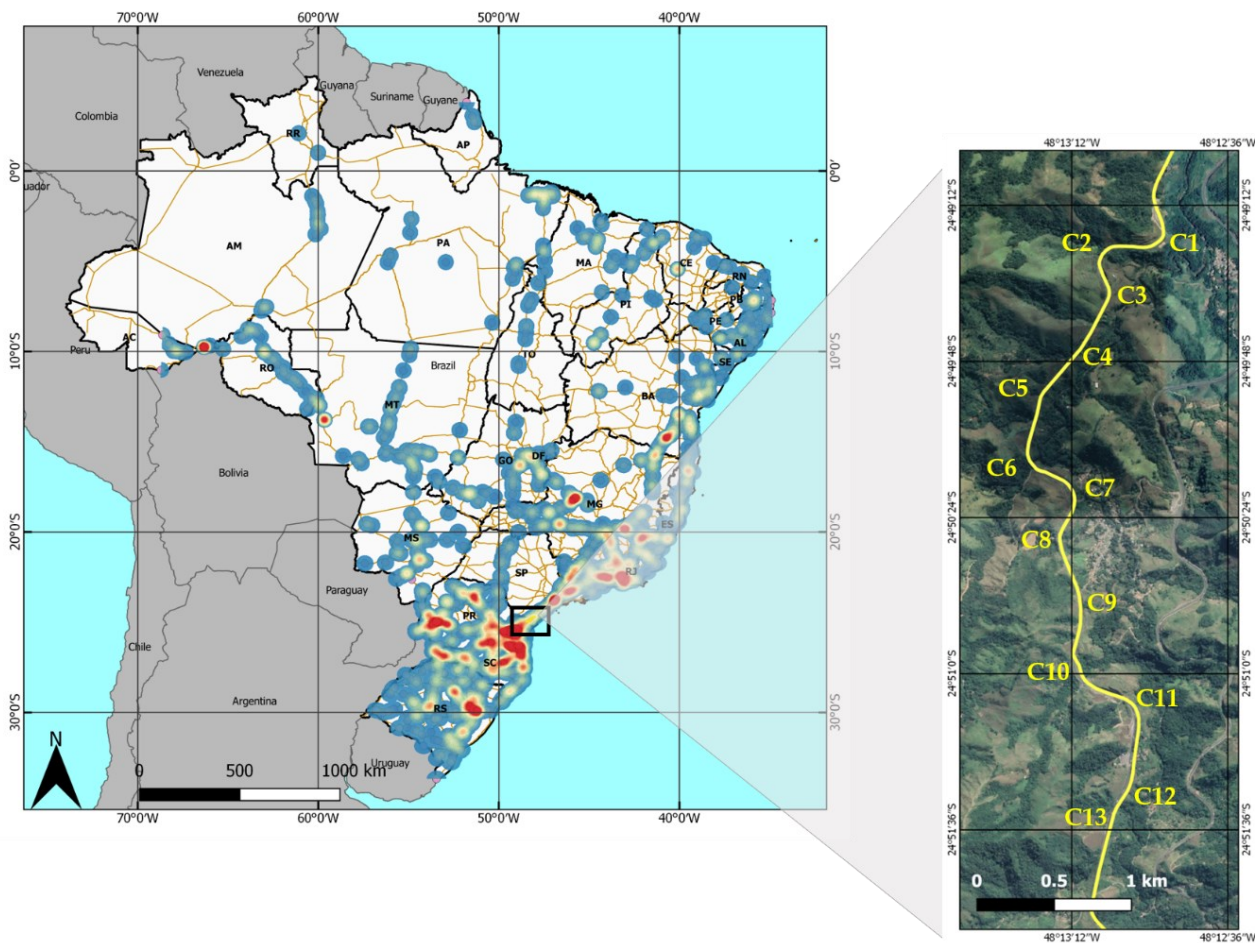 70°0'W 60°0'W 50°0'W 40°0'W
Venezuela
Guyana
Suriname
Guyane
Colombia
RR
AP
0°0'
0°0'
uador
AM
PA
MA
CE
RN
PB
PI
PE
AL
SE
AC
Peru
10°0'S
10°0'S
RO
TO
Brazil
MT
BA
Bolivia
GO
DF
MG
ES
20°0'S
20°0'S
MS
SP
RJ
Paraguay
PR
Chile
SC
Argentina
RS
30°0'S
30°0'S
Uruguay
N
0 500 1000 km
70°0'W 60°0'W 50°0'W 40°0'W
48°13'12"W 48°12'36"W
24°49'12"S
24°49'12"S
C1
C2
C3
24°49'48"S
24°49'48"S
C4
C5
C6
C7
24°50'24"S
24°50'24"S
C8
C9
24°51'0"S
24°51'0"S
C10
C11
C12
C13
24°51'36"S
24°51'36"S
0 0.5 1 km
48°13'12"W 48°12'36"W